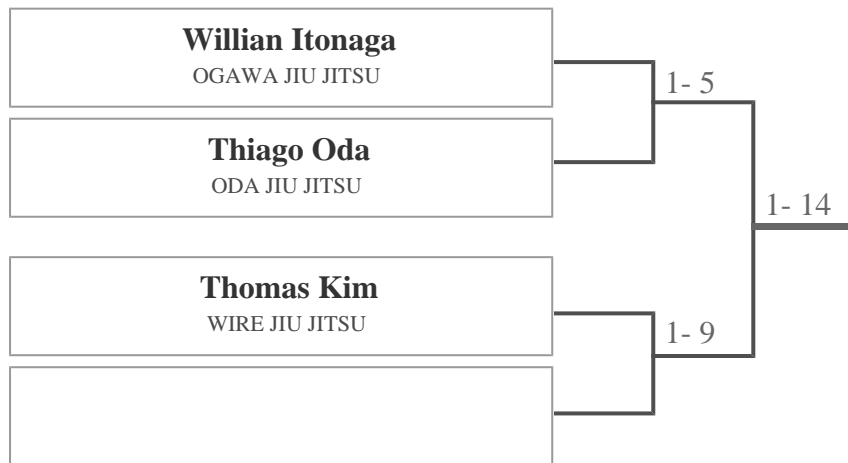 Willian Itonaga
OGAWA JIU JITSU
1- 5
Thiago Oda
ODA JIU JITSU
1- 14
Thomas Kim
WIRE JIU JITSU
1- 9